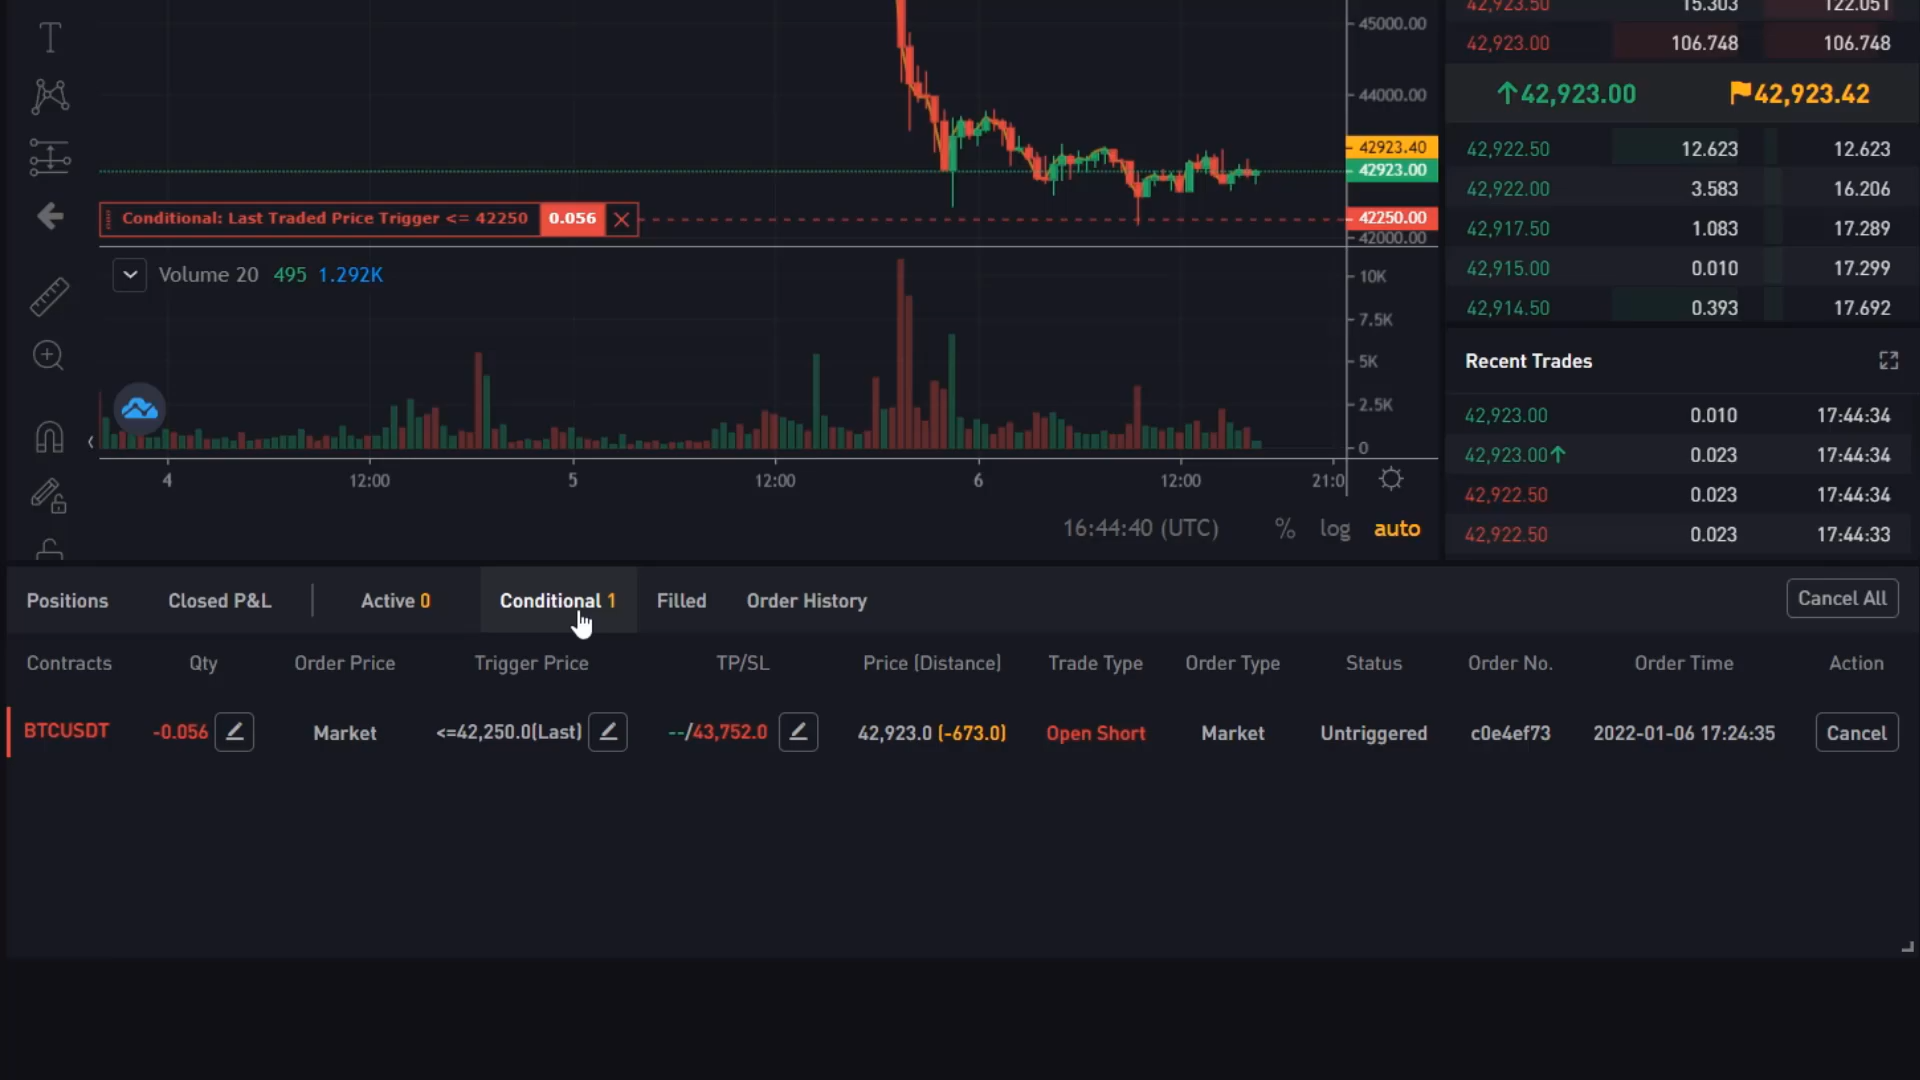 42,923.50 15.303 122.051
45000.00
42,923.00 106.748 106.748
44000.00
↑42,923.00 42,923.42
42923.40
42923.00
42,922.50 12.623 12.623
42,922.00 3.583 16.206
Conditional: Last Traded Price Trigger <= 42250 0.056
42250.00
42000.00
42,917.50 1.083 17.289
Volume 20 495 1.292K
10K
42,915.00 0.010 17.299
7.5K
42,914.50 0.393 17.692
5K
Recent Trades
2.5K
42,923.00 0.010 17:44:34
0
42,923.00↑ 0.023 17:44:34
4 12:00 5 12:00 6 12:00 21:0
42,922.50 0.023 17:44:34
16:44:40 (UTC) % log auto
42,922.50 0.023 17:44:33
Positions Closed P&L Active 0 Conditional 1 Filled Order History Cancel All
Contracts Qty Order Price Trigger Price TP/SL Price (Distance) Trade Type Order Type Status Order No. Order Time Action
BTCUSDT -0.056 Market <=42,250.0(Last) --/43,752.0 42,923.0 (-673.0) Open Short Market Untriggered c0e4ef73 2022-01-06 17:24:35 Cancel